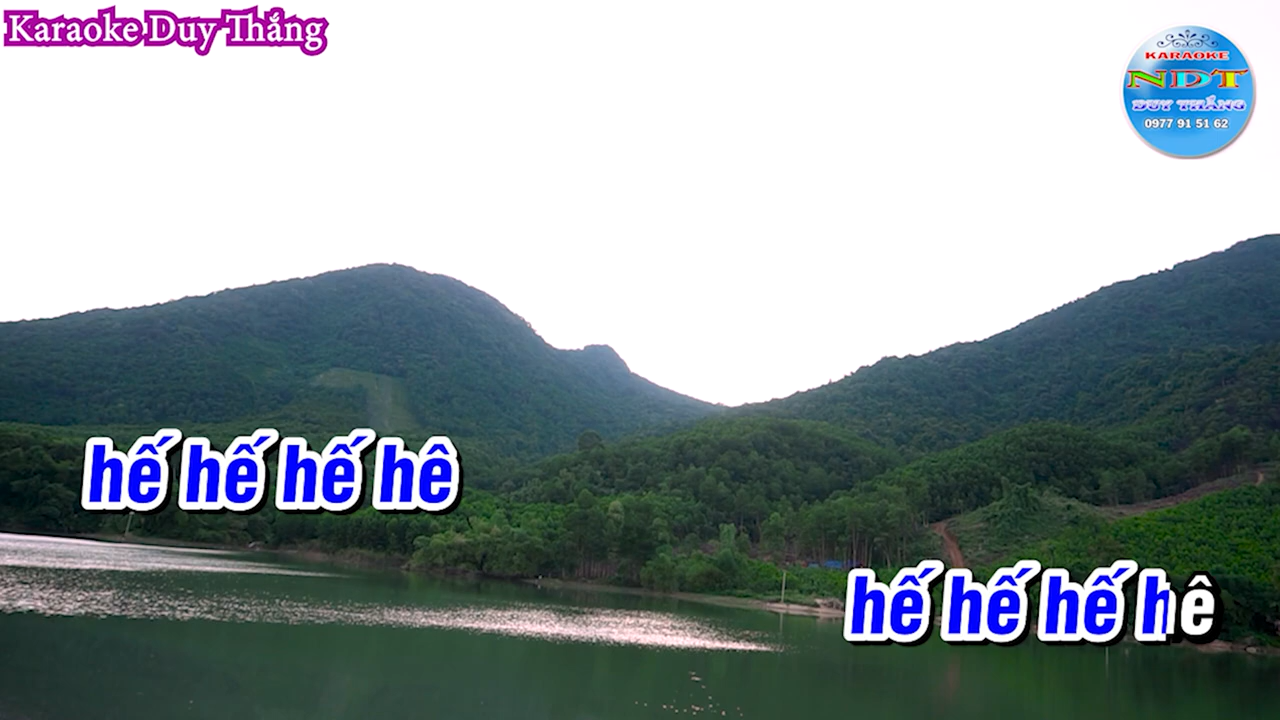 Karaoke Duy Thắng
KARAOKE
NDT
DUY THẮNG
0977 91 51 62
hế hế hế hê
hế hế hế hê